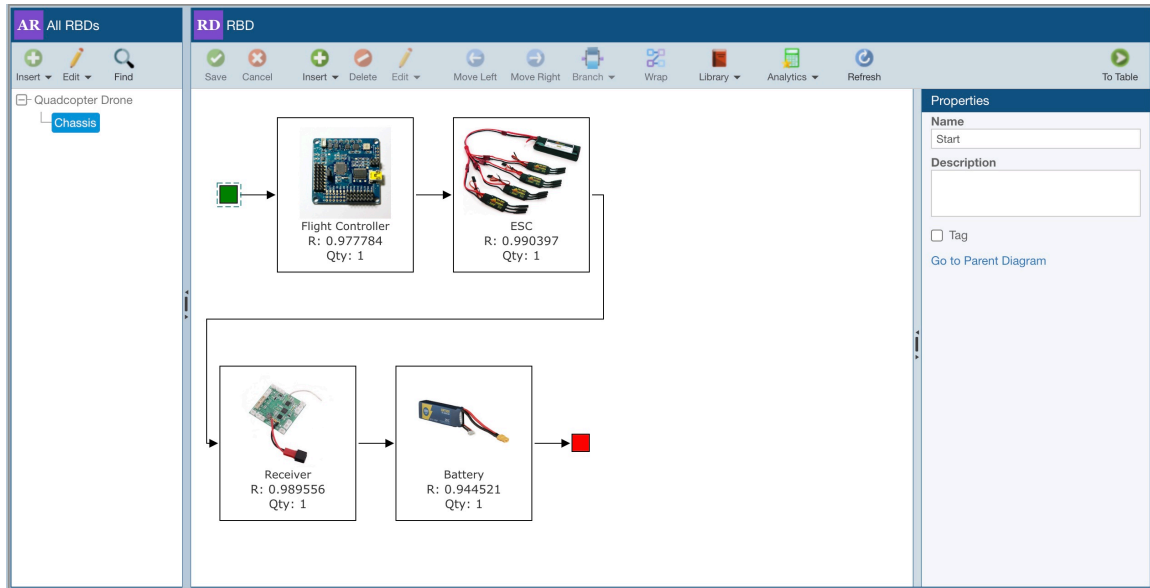 AR All RBDs
RD RBD
Insert Edit Find
Save Cancel Insert Delete Edit Move Left Move Right Branch Wrap Library Analytics Refresh To Table
Quadcopter Drone
Chassis
Flight Controller
R: 0.977784
Qty: 1
ESC
R: 0.990397
Qty: 1
Receiver
R: 0.989556
Qty: 1
Battery
R: 0.944521
Qty: 1
Properties
Name
Start
Description
Tag
Go to Parent Diagram